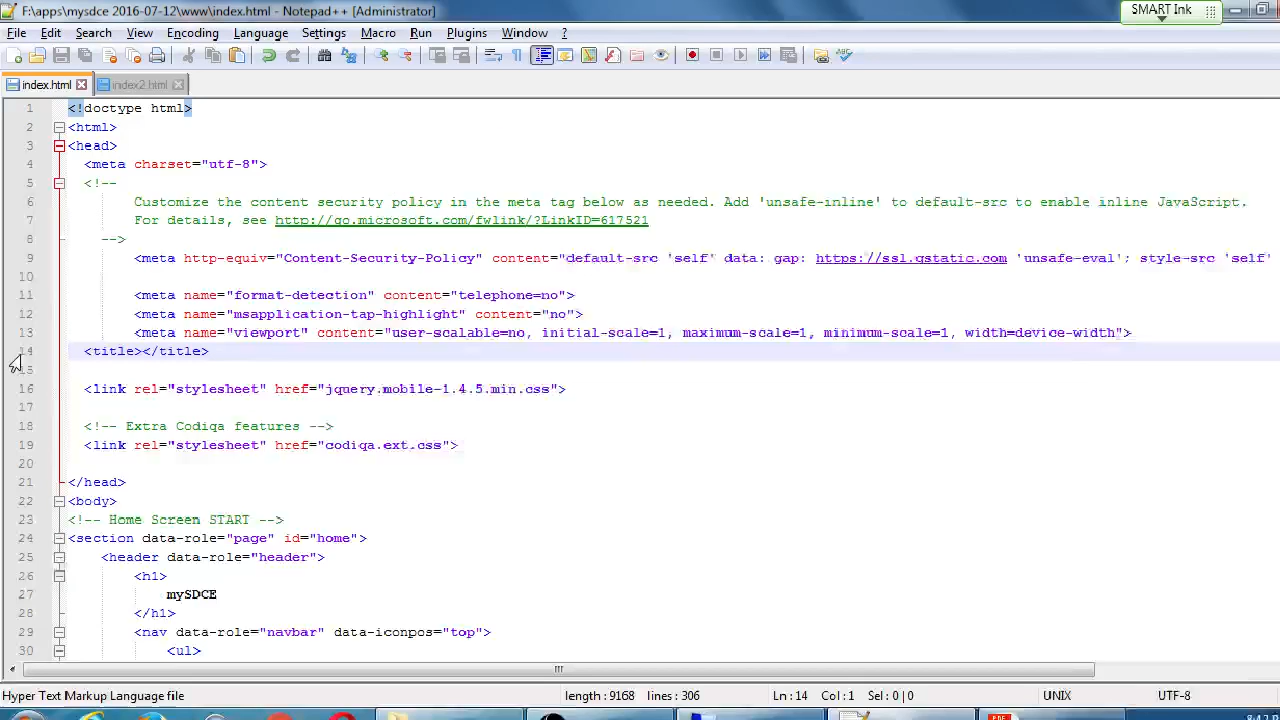 F:\apps\mysdce 2016-07-12\www\index.html - Notepad++ [Administrator]
SMART Ink
File Edit Search View Encoding Language Settings Macro Run Plugins Window ?
index.html index2.html
1 <!doctype html>
2 <html>
3 <head>
4 <meta charset="utf-8">
5 <!--
6 Customize the content security policy in the meta tag below as needed. Add 'unsafe-inline' to default-src to enable inline JavaScript.
7 For details, see http://go.microsoft.com/fwlink/?LinkID=617521
8 -->
9 <meta http-equiv="Content-Security-Policy" content="default-src 'self' data: gap: https://ssl.gstatic.com 'unsafe-eval'; style-src 'self'
10
11 <meta name="format-detection" content="telephone=no">
12 <meta name="msapplication-tap-highlight" content="no">
13 <meta name="viewport" content="user-scalable=no, initial-scale=1, maximum-scale=1, minimum-scale=1, width=device-width">
14 <title></title>
15
16 <link rel="stylesheet" href="jquery.mobile-1.4.5.min.css">
17
18 <!-- Extra Codiqa features -->
19 <link rel="stylesheet" href="codiqa.ext.css">
20
21 </head>
22 <body>
23 <!-- Home Screen START -->
24 <section data-role="page" id="home">
25 <header data-role="header">
26 <h1>
27 mySDCE
28 </h1>
29 <nav data-role="navbar" data-iconpos="top">
30 <ul>
Hyper Text Markup Language file length : 9168 lines : 306 Ln : 14 Col : 1 Sel : 0 | 0 UNIX UTF-8